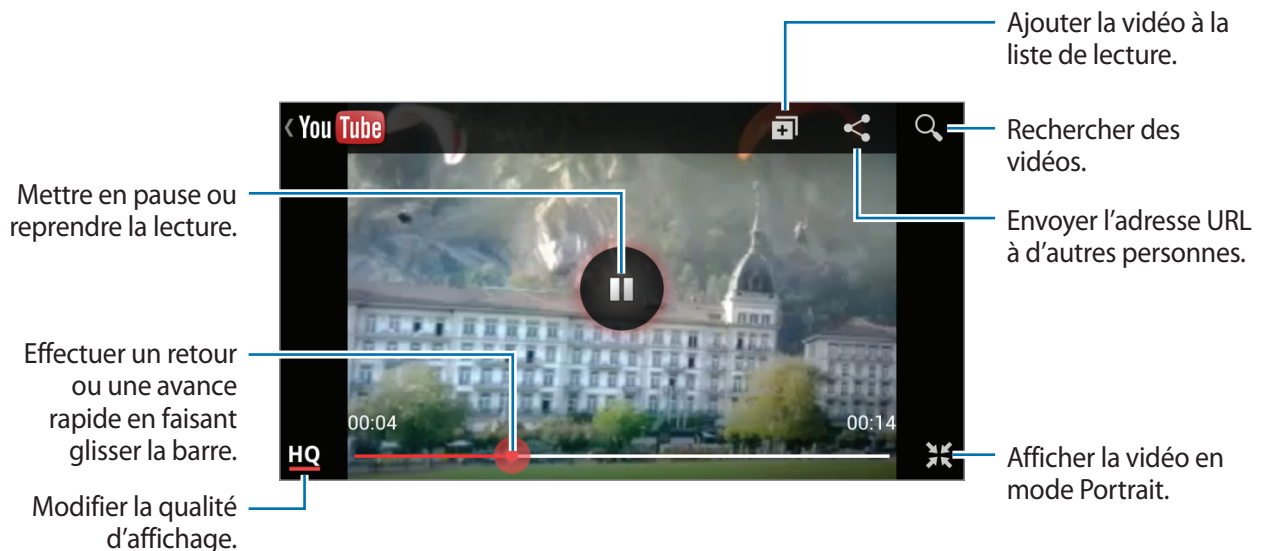 Ajouter la vidéo à la
liste de lecture.
You Tube
Rechercher des
vidéos.
Mettre en pause ou
reprendre la lecture.
Envoyer l’adresse URL
à d’autres personnes.
Effectuer un retour
ou une avance
rapide en faisant
glisser la barre.
00:04
00:14
HQ
Afficher la vidéo en
mode Portrait.
Modifier la qualité
d’affichage.